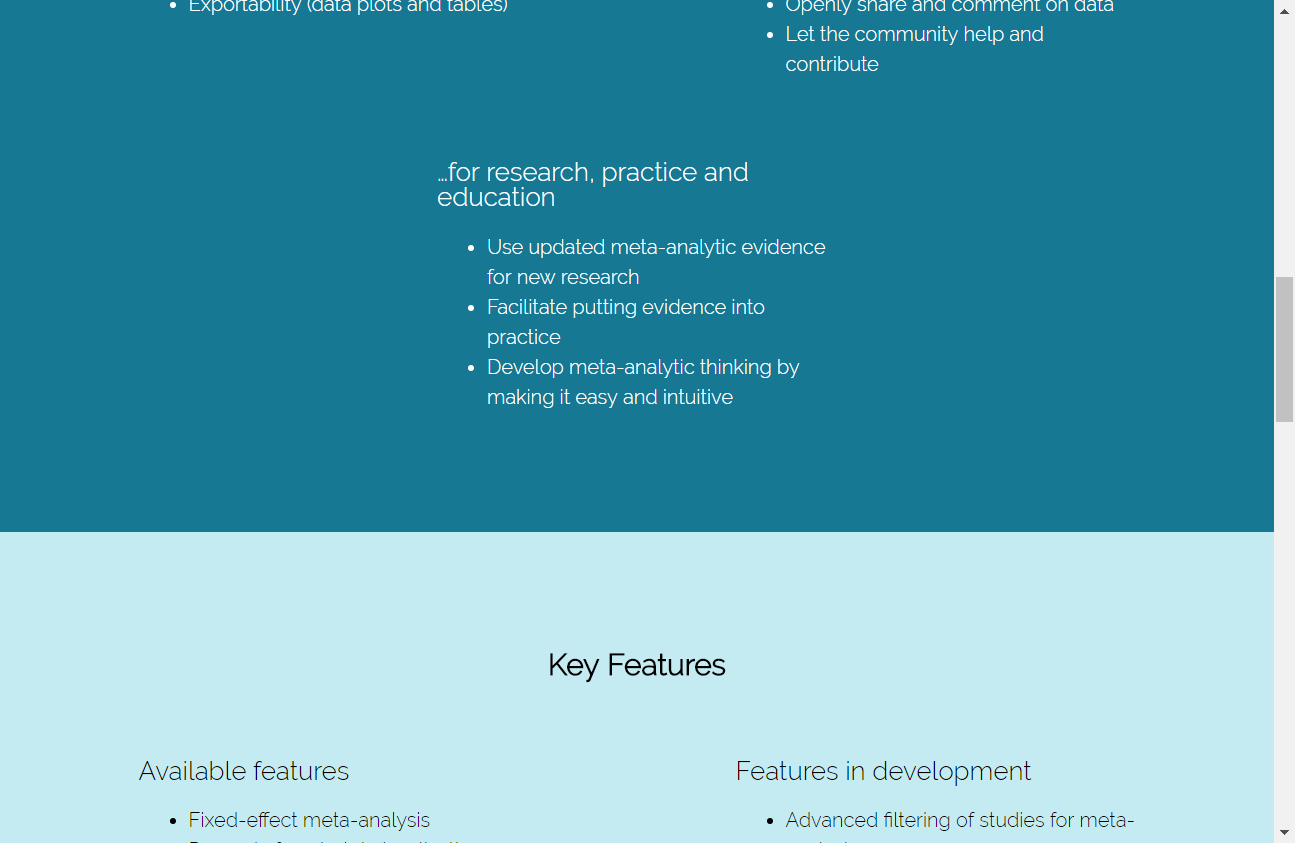 Exportability (data plots and tables)
Openly share and comment on data
Let the community help and
contribute
…for research, practice and
education
Use updated meta-analytic evidence
for new research
Facilitate putting evidence into
practice
Develop meta-analytic thinking by
making it easy and intuitive
Key Features
Available features
Fixed-effect meta-analysis
Features in development
Advanced filtering of studies for meta-